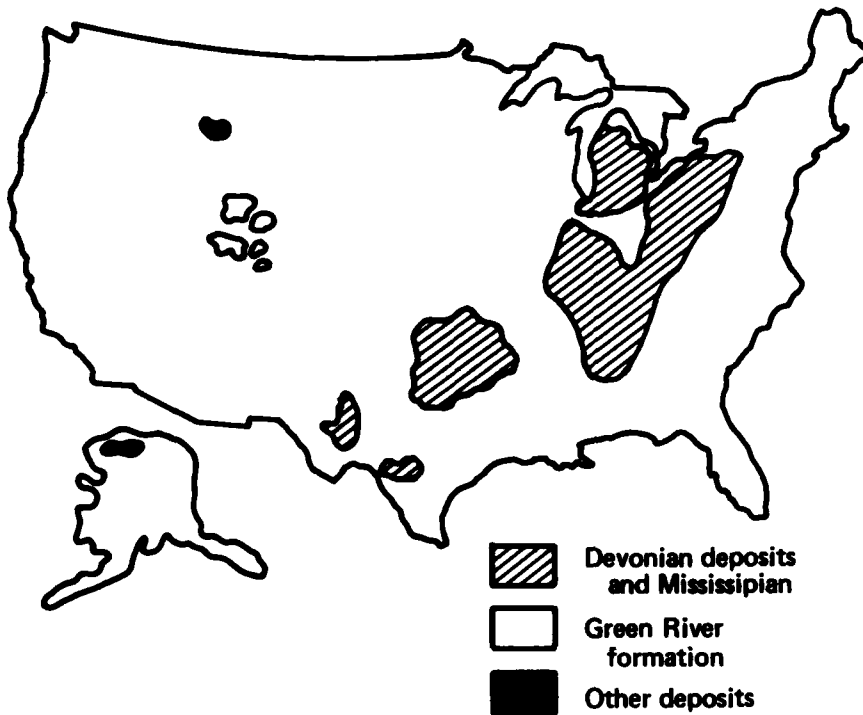 Devonian deposits
and Mississipian
Green River
formation
Other deposits